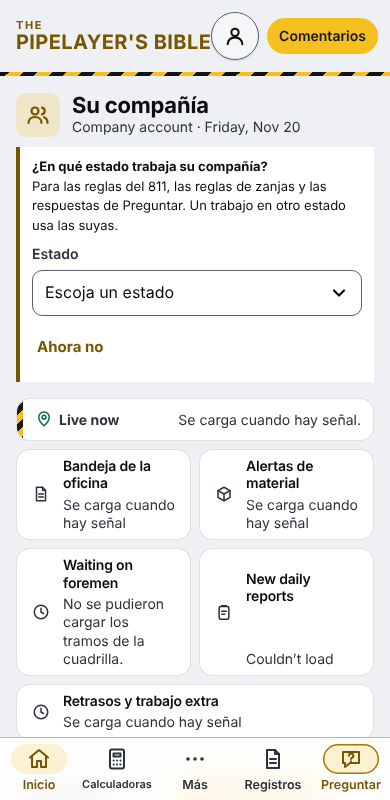 THE
PIPELAYER'S BIBLE
Comentarios
Su compañía
Company account · Friday, Nov 20
¿En qué estado trabaja su compañía?
Para las reglas del 811, las reglas de zanjas y las
respuestas de Preguntar. Un trabajo en otro estado
usa las suyas.
Estado
Escoja un estado
Ahora no
Live now
Se carga cuando hay señal.
Bandeja de la
oficina
Se carga cuando
hay señal
Alertas de
material
Se carga cuando
hay señal
Waiting on
foremen
No se pudieron
cargar los
tramos de la
cuadrilla.
New daily
reports
Couldn’t load
Retrasos y trabajo extra
Se carga cuando hay señal
Inicio
Calculadoras
Más
Registros
Preguntar